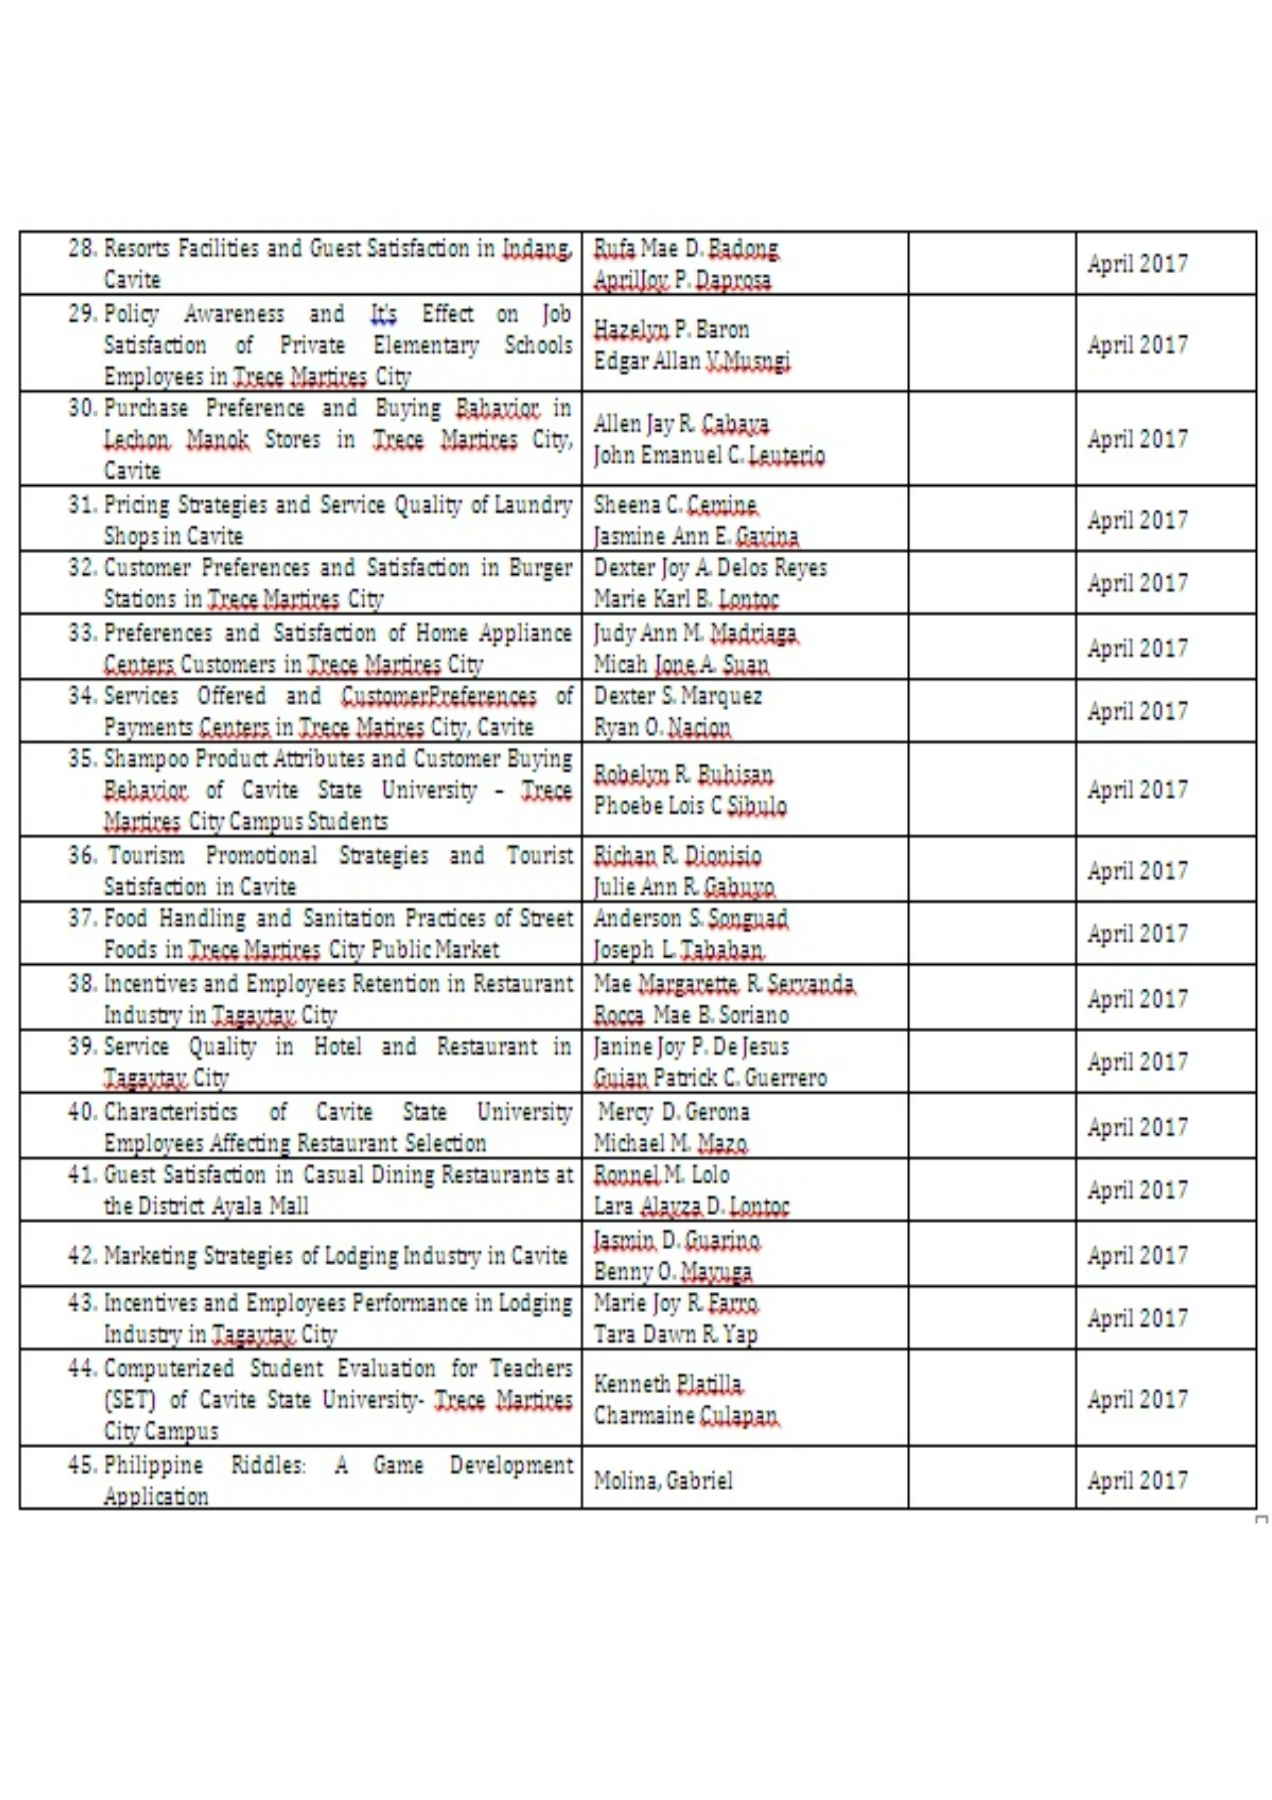 28. Resorts Facilities and Guest Satisfaction in Indang,
Cavite
Rufa Mae D. Badong
AprilJoy P. Daprosa
April 2017
29. Policy Awareness and It's Effect on Job
Satisfaction of Private Elementary Schools
Employees in Trece Martires City
Hazelyn P. Baron
Edgar Allan V.Musngi
April 2017
30. Purchase Preference and Buying Bahavior in
Lechon Manok Stores in Trece Martires City,
Cavite
Allen Jay R. Cabaya
John Emanuel C. Leuterio
April 2017
31. Pricing Strategies and Service Quality of Laundry
Shops in Cavite
Sheena C. Cemine
Jasmine Ann E. Gavina
April 2017
32. Customer Preferences and Satisfaction in Burger
Stations in Trece Martires City
Dexter Joy A. Delos Reyes
Marie Karl B. Lontoc
April 2017
33. Preferences and Satisfaction of Home Appliance
Centers Customers in Trece Martires City
Judy Ann M. Madriaga
Micah Jone A. Suan
April 2017
34. Services Offered and CustomerPreferences of
Payments Centers in Trece Matires City, Cavite
Dexter S. Marquez
Ryan O. Nacion
April 2017
35. Shampoo Product Attributes and Customer Buying
Behavior of Cavite State University – Trece
Martires City Campus Students
Robelyn R. Buhisan
Phoebe Lois C Sibulo
April 2017
36. Tourism Promotional Strategies and Tourist
Satisfaction in Cavite
Richan R. Dionisio
Julie Ann R. Gabuyo
April 2017
37. Food Handling and Sanitation Practices of Street
Foods in Trece Martires City Public Market
Anderson S. Songuad
Joseph L. Tababan
April 2017
38. Incentives and Employees Retention in Restaurant
Industry in Tagaytay City
Mae Margarette R. Servanda
Rocca Mae B. Soriano
April 2017
39. Service Quality in Hotel and Restaurant in
Tagaytay City
Janine Joy P. De Jesus
Guian Patrick C. Guerrero
April 2017
40. Characteristics of Cavite State University
Employees Affecting Restaurant Selection
Mercy D. Gerona
Michael M. Mazo
April 2017
41. Guest Satisfaction in Casual Dining Restaurants at
the District Ayala Mall
Ronnel M. Lolo
Lara Alayza D. Lontoc
April 2017
42. Marketing Strategies of Lodging Industry in Cavite
Jasmin D. Guarino
Benny O. Mayuga
April 2017
43. Incentives and Employees Performance in Lodging
Industry in Tagaytay City
Marie Joy R. Farro
Tara Dawn R. Yap
April 2017
44. Computerized Student Evaluation for Teachers
(SET) of Cavite State University- Trece Martires
City Campus
Kenneth Platilla
Charmaine Culapan
April 2017
45. Philippine Riddles: A Game Development
Application
Molina, Gabriel
April 2017